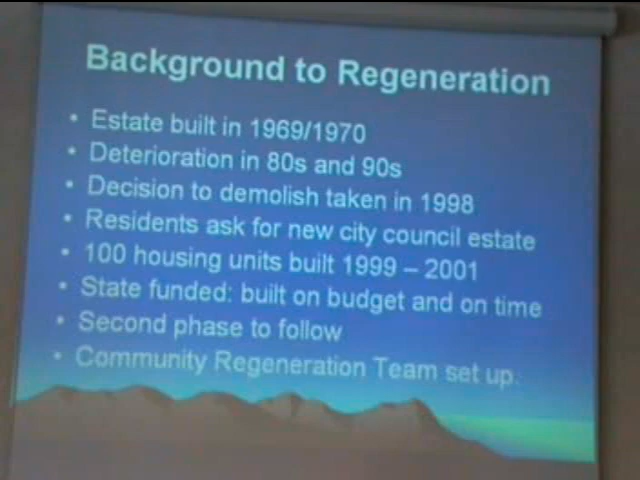 Background to Regeneration
• Estate built in 1969/1970
• Deterioration in 80s and 90s
• Decision to demolish taken in 1998
• Residents ask for new city council estate
• 100 housing units built 1999 – 2001
• State funded: built on budget and on time
• Second phase to follow
• Community Regeneration Team set up.